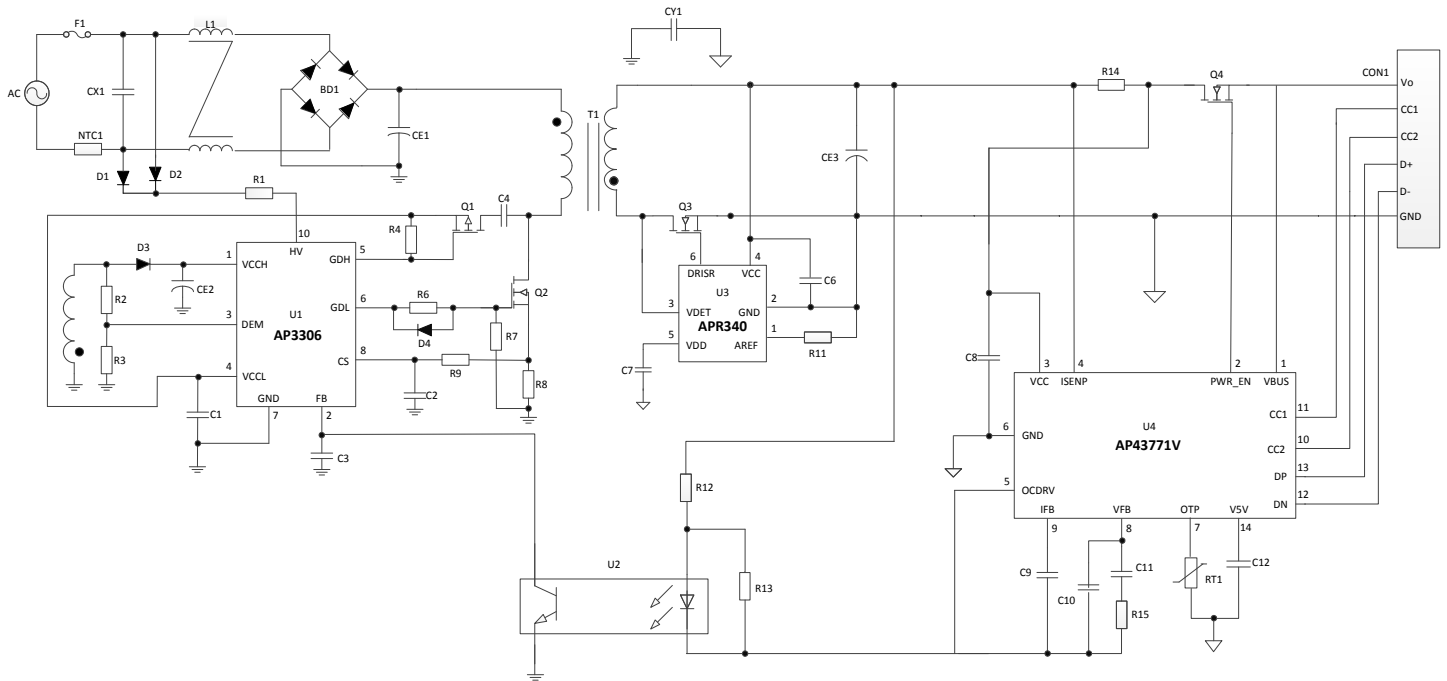 CY1
F1
L1
AC
CX1
BD1
CE1
NTC1
D1
D2
R1
T1
CE3
R14
Q4
CON1
Vo
CC1
CC2
D+
D-
GND
Q1
C4
R4
Q3
10
HV
5
GDH
D3
1
VCCH
CE2
R2
3
DEM
R3
U1
AP3306
6
GDL
R6
D4
R7
Q2
8
CS
R9
R8
C2
4
VCCL
C1
GND
7
FB
2
C3
6
DRISR
4
VCC
U3
APR340
3
VDET
2
GND
C6
5
VDD
1
AREF
R11
C7
C8
3
VCC
4
ISENP
2
PWR_EN
1
VBUS
U4
AP43771V
6
GND
5
OCDRV
11
CC1
10
CC2
13
DP
12
DN
IFB
9
VFB
8
OTP
7
V5V
14
C9
C10
C11
R15
RT1
C12
R12
R13
U2